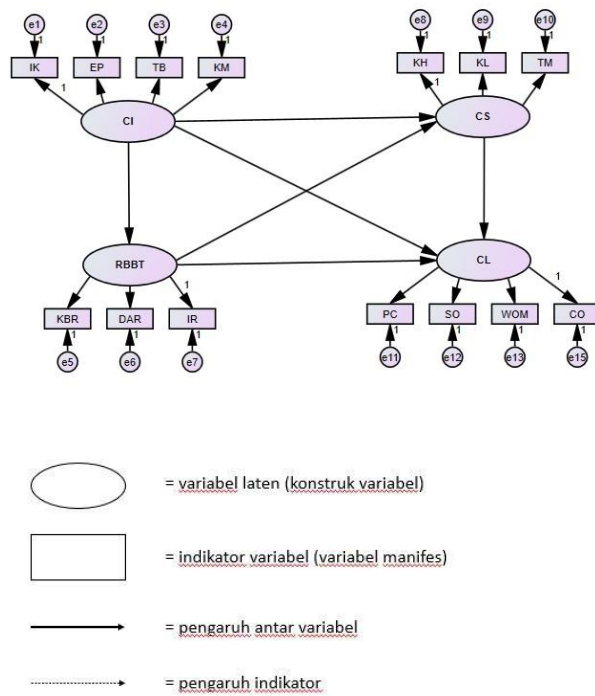 e1 e2 e3 e4 e8 e9 e10
1 1 1 1 1 1 1
IK EP TB KM KH KL TM
1 1
CI CS
RBBT CL
1 1
KBR DAR IR PC SO WOM CO
1 1 1 1 1 1 1
e5 e6 e7 e11 e12 e13 e15
= variabel laten (konstruk variabel)
= indikator variabel (variabel manifes)
= pengaruh antar variabel
= pengaruh indikator